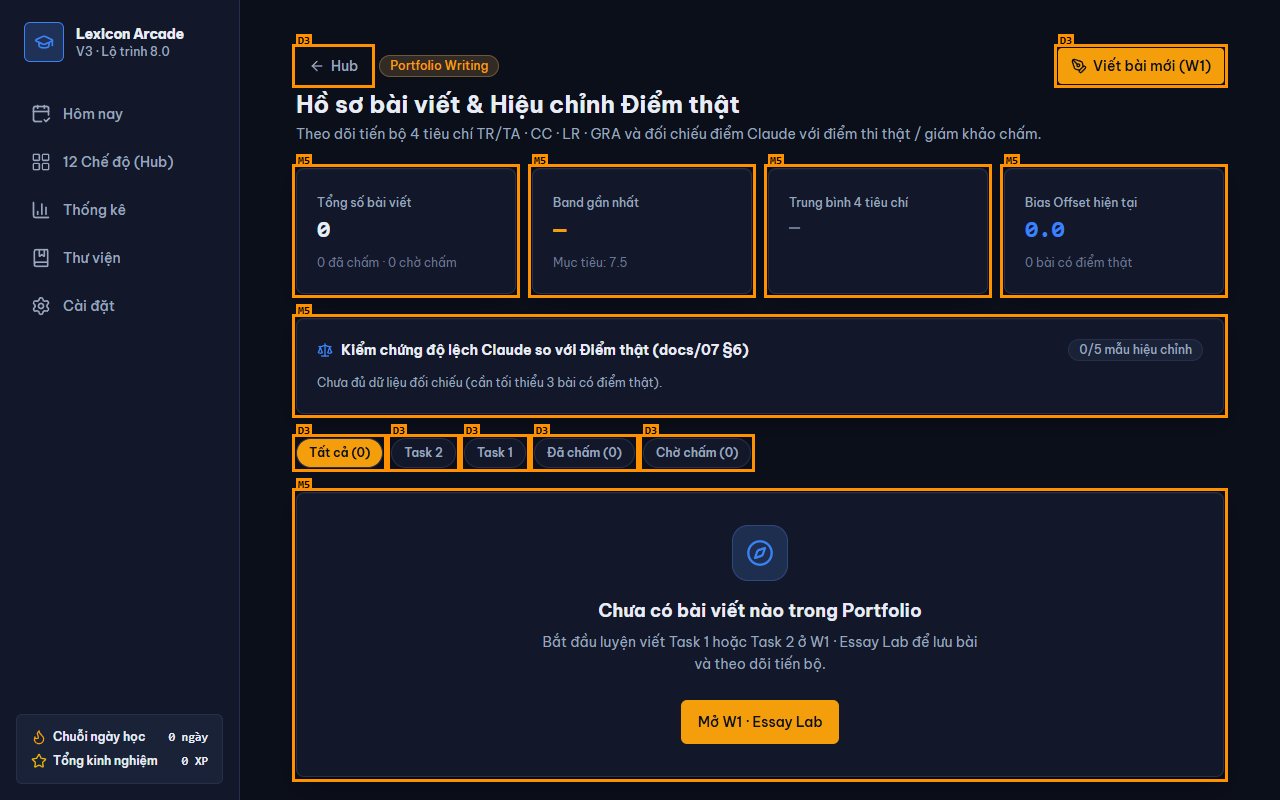 Lexicon Arcade
V3 · Lộ trình 8.0
Hôm nay
12 Chế độ (Hub)
Thống kê
Thư viện
Cài đặt
Chuỗi ngày học 0 ngày
Tổng kinh nghiệm 0 XP
D3
Hub
Portfolio Writing
D3
Viết bài mới (W1)
Hồ sơ bài viết & Hiệu chỉnh Điểm thật
Theo dõi tiến bộ 4 tiêu chí TR/TA · CC · LR · GRA và đối chiếu điểm Claude với điểm thi thật / giám khảo chấm.
M5
Tổng số bài viết
0
0 đã chấm · 0 chờ chấm
M5
Band gần nhất
—
Mục tiêu: 7.5
M5
Trung bình 4 tiêu chí
—
M5
Bias Offset hiện tại
0.0
0 bài có điểm thật
M5
Kiểm chứng độ lệch Claude so với Điểm thật (docs/07 §6)
0/5 mẫu hiệu chỉnh
Chưa đủ dữ liệu đối chiếu (cần tối thiểu 3 bài có điểm thật).
D3 D3 D3 D3 D3
Tất cả (0) Task 2 Task 1 Đã chấm (0) Chờ chấm (0)
M5
Chưa có bài viết nào trong Portfolio
Bắt đầu luyện viết Task 1 hoặc Task 2 ở W1 · Essay Lab để lưu bài
và theo dõi tiến bộ.
Mở W1 · Essay Lab